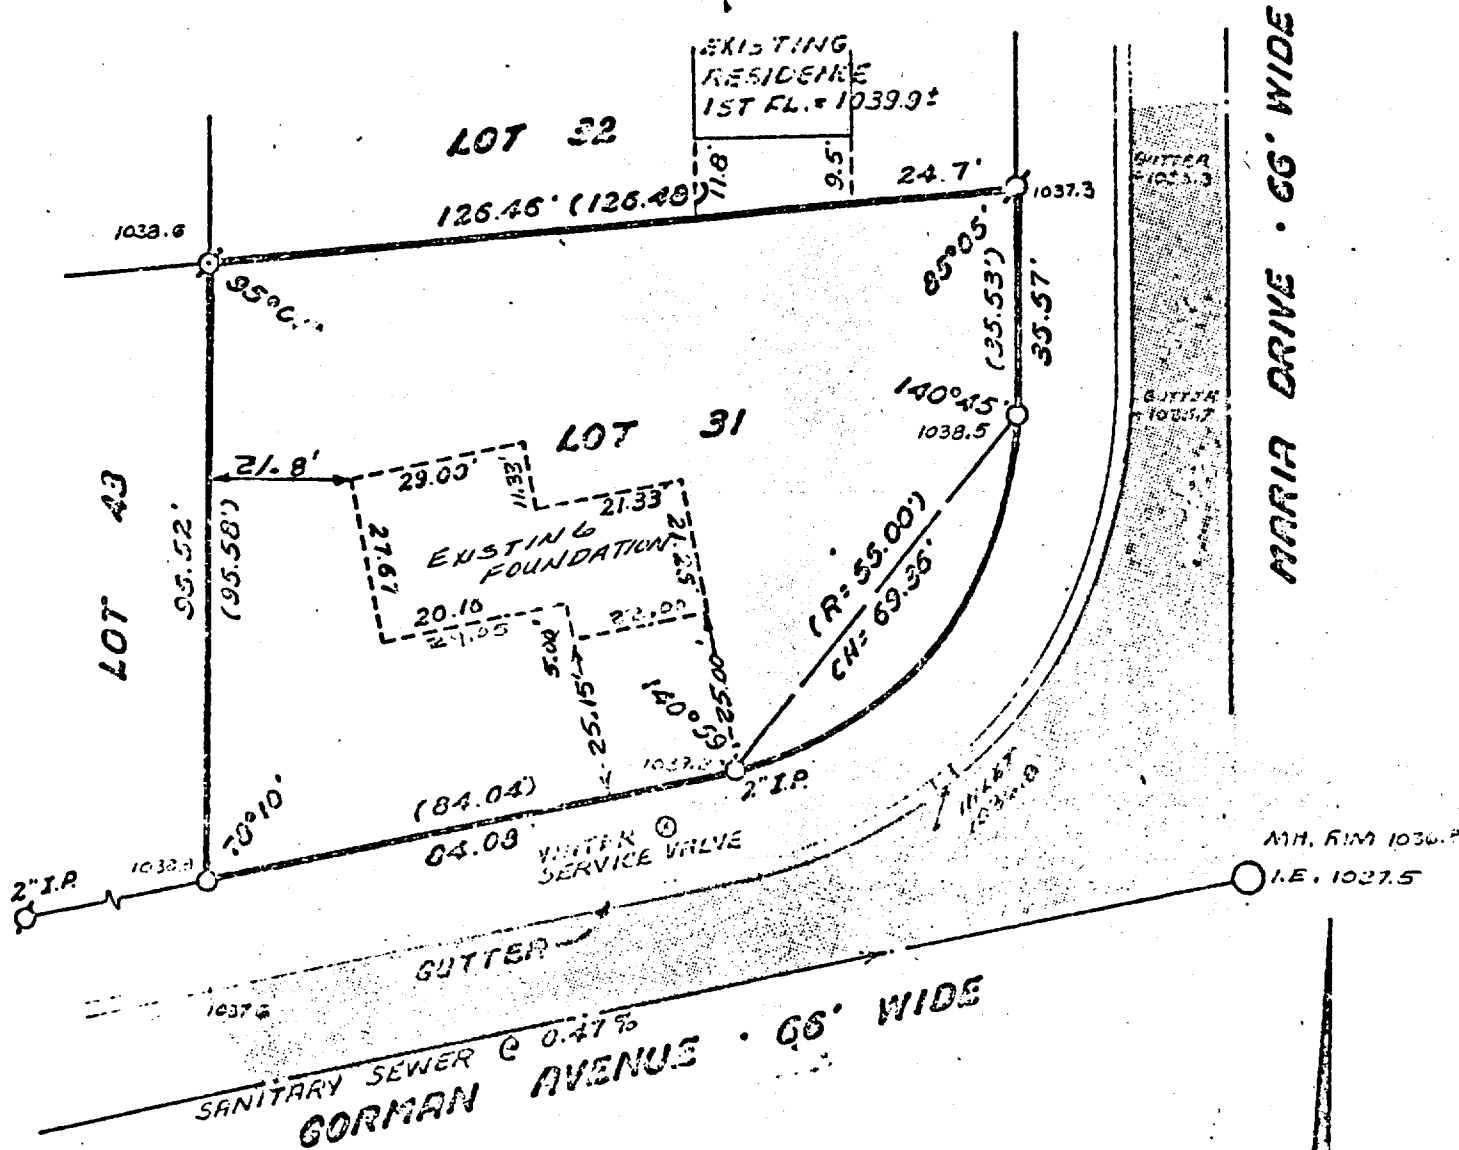 EXISTING
RESIDENCE
1ST FL. = 1039.9±
LOT 32
11.8'
9.5'
24.7'
126.46' (126.48')
1038.6
1037.3
GUTTER
MARIA DRIVE · 66' WIDE
85°05'
(35.53')
35.57'
140°45'
1038.5
GUTTER
LOT 31
21.8'
29.00'
11.33'
21.33'
LOT 43
95.52'
(95.58')
27.67
EXISTING
FOUNDATION
21.25'
(R= 55.00')
CH= 69.36'
20.10
5.00'
25.15'
25.00'
2" I.P.
70°10'
(84.04')
84.08
WATER
SERVICE VALVE
INLET
2" I.P.
MH. RIM
I.E. 1027.5
GUTTER
SANITARY SEWER @ 0.47%
GORMAN AVENUE · 66' WIDE